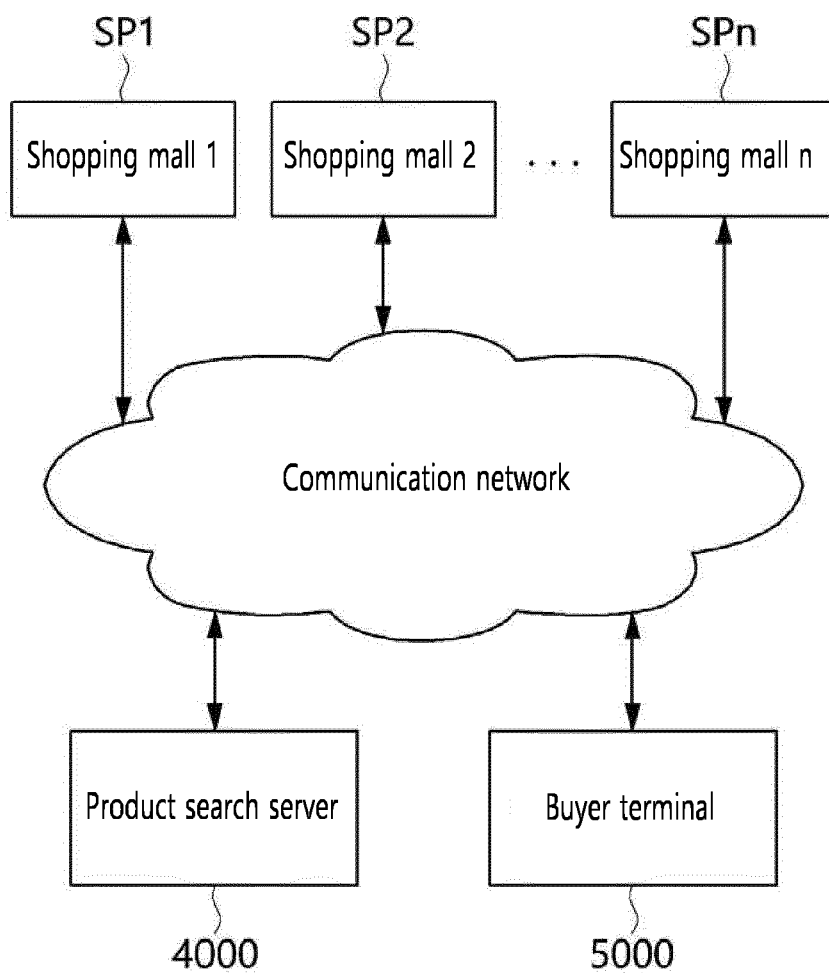 SP1 SP2 SPn
Shopping mall 1 Shopping mall 2 ... Shopping mall n
Communication network
Product search server Buyer terminal
4000 5000